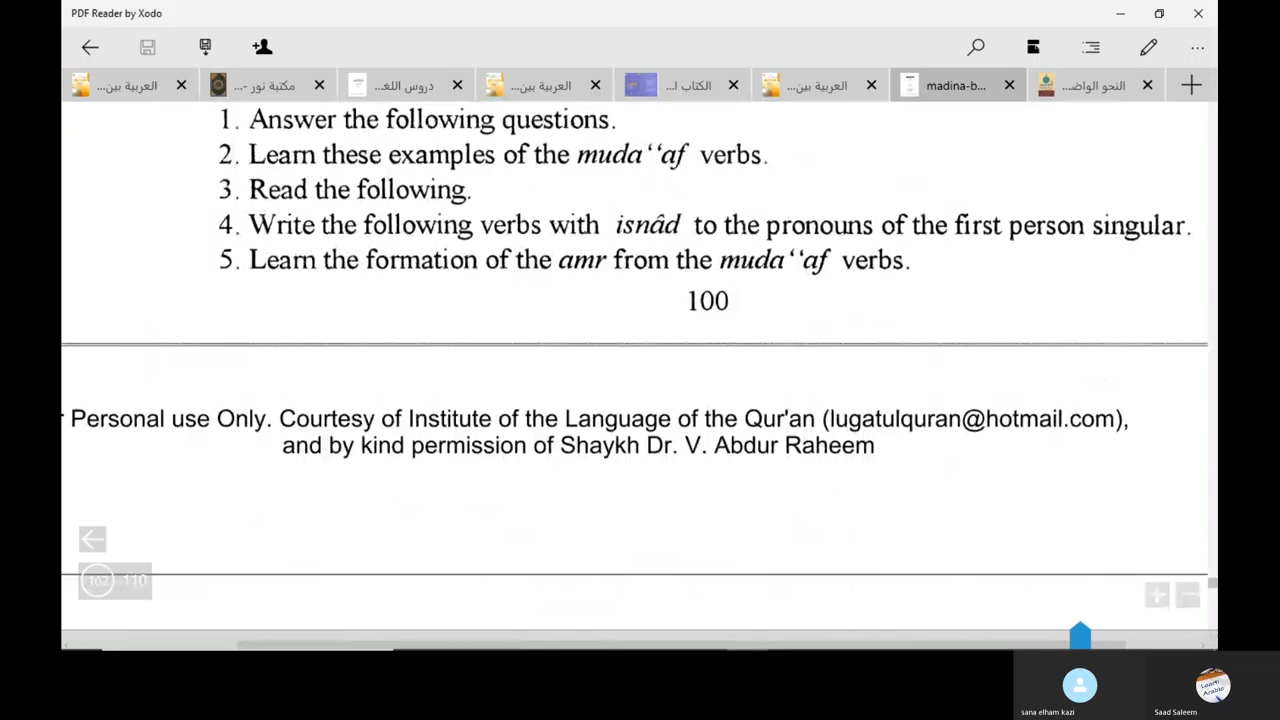 PDF Reader by Xodo
العربية بين...
مكتبة نور -...
دروس اللغ...
العربية بين...
الكتاب ا...
العربية بين...
madina-b...
النحو الواض...
1. Answer the following questions.
2. Learn these examples of the muda‘‘af verbs.
3. Read the following.
4. Write the following verbs with isnâd to the pronouns of the first person singular.
5. Learn the formation of the amr from the muda‘‘af verbs.
100
Personal use Only. Courtesy of Institute of the Language of the Qur'an (lugatulquran@hotmail.com),
and by kind permission of Shaykh Dr. V. Abdur Raheem
102 110
sana elham kazi
Saad Saleem
Learn
Arabic